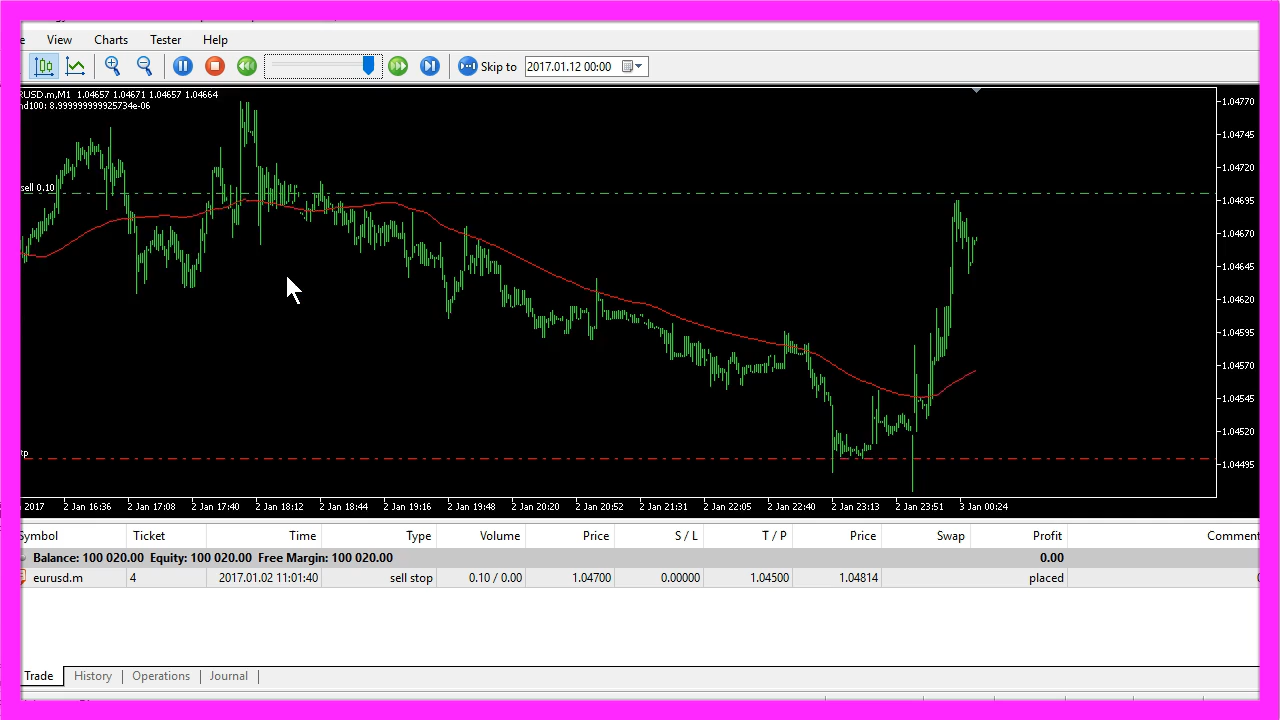 View Charts Tester Help
Skip to 2017.01.12 00:00
RUSD.m,M1 1.04657 1.04671 1.04657 1.04664
nd100: 8.99999999992573​4e-06
1.04770
1.04745
1.04720
sell 0.10
1.04695
1.04670
1.04645
1.04620
1.04595
1.04570
1.04545
1.04520
tp
1.04495
2017 2 Jan 16:36 2 Jan 17:08 2 Jan 17:40 2 Jan 18:12 2 Jan 18:44 2 Jan 19:16 2 Jan 19:48 2 Jan 20:20 2 Jan 20:52 2 Jan 21:31 2 Jan 22:05 2 Jan 22:40 2 Jan 23:13 2 Jan 23:51 3 Jan 00:24
Symbol Ticket Time Type Volume Price S / L T / P Price Swap Profit Comment
Balance: 100 020.00 Equity: 100 020.00 Free Margin: 100 020.00 0.00
eurusd.m 4 2017.01.02 11:01:40 sell stop 0.10 / 0.00 1.04700 0.00000 1.04500 1.04814 placed
Trade History Operations Journal